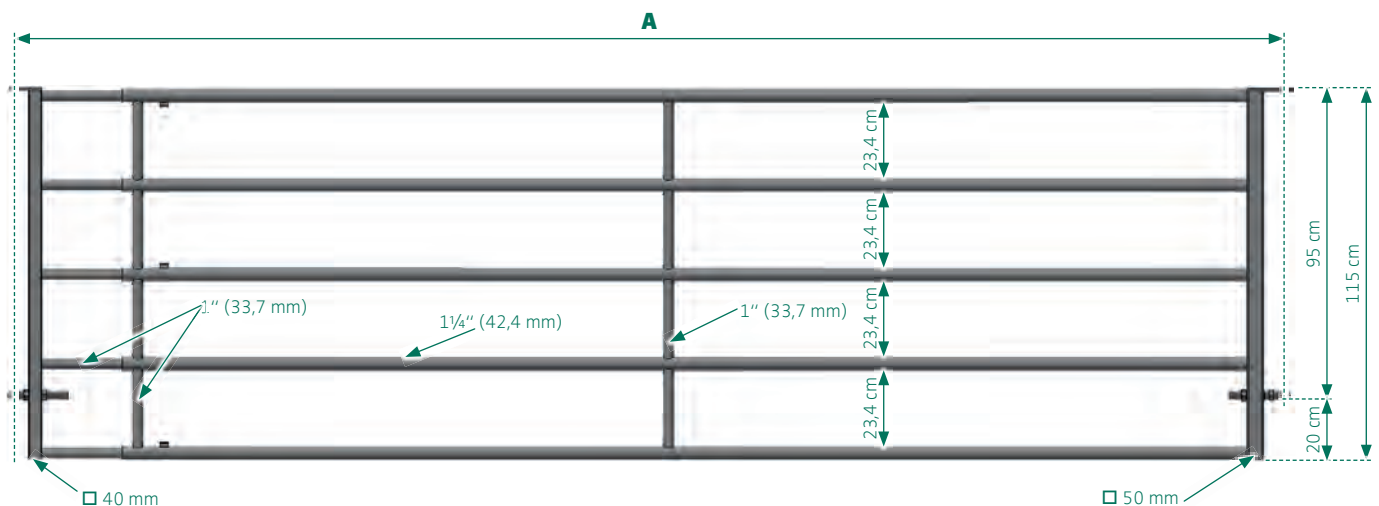 A
23,4 cm
23,4 cm
95 cm
115 cm
23,4 cm
1“ (33,7 mm)
1¼“ (42,4 mm)
1“ (33,7 mm)
23,4 cm
20 cm
□ 40 mm
□ 50 mm